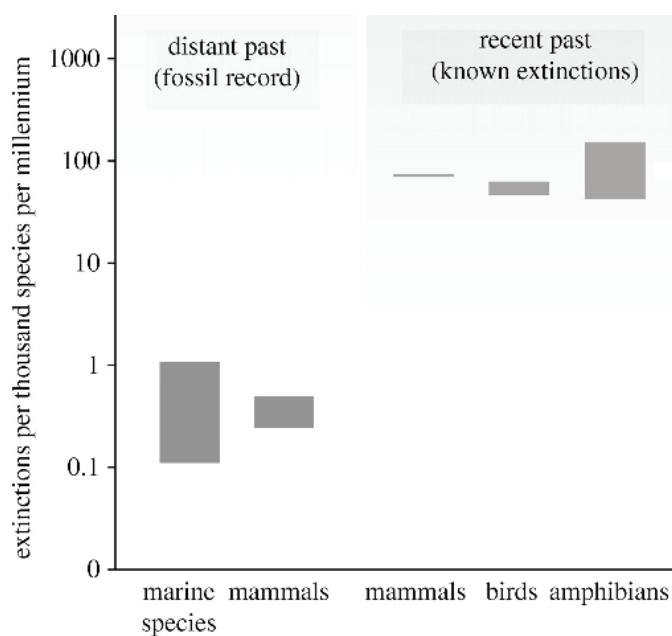 distant past
(fossil record)
recent past
(known extinctions)
extinctions per thousand species per millennium
1000
100
10
1
0.1
0
marine
species
mammals
mammals
birds
amphibians